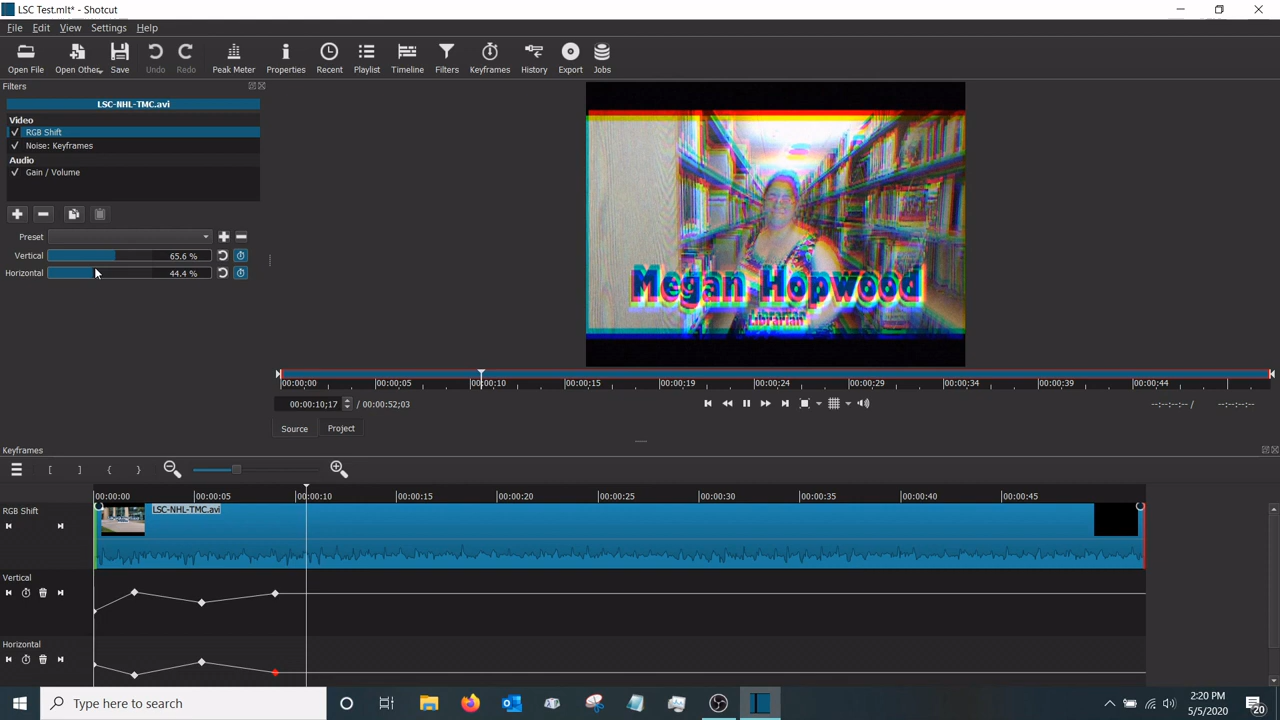 LSC Test.mlt* - Shotcut
File Edit View Settings Help
Open File Open Other.. Save Undo Redo Peak Meter Properties Recent Playlist Timeline Filters Keyframes History Export Jobs
Filters
LSC-NHL-TMC.avi
Video
RGB Shift
Noise: Keyframes
Audio
Gain / Volume
Preset
Vertical 65.6 %
Horizontal 44.4 %
Megan Hopwood
Librarian
00:00:00 00:00:05 00:00:10 00:00:15 00:00:19 00:00:24 00:00:29 00:00:34 00:00:39 00:00:44
00:00:10;17 / 00:00:52;03 --:--:--:-- / --:--:--:--
Source Project
Keyframes
00:00:00 00:00:05 00:00:10 00:00:15 00:00:20 00:00:25 00:00:30 00:00:35 00:00:40 00:00:45
RGB Shift
LSC-NHL-TMC.avi
Vertical
Horizontal
Type here to search
2:20 PM
5/5/2020
20